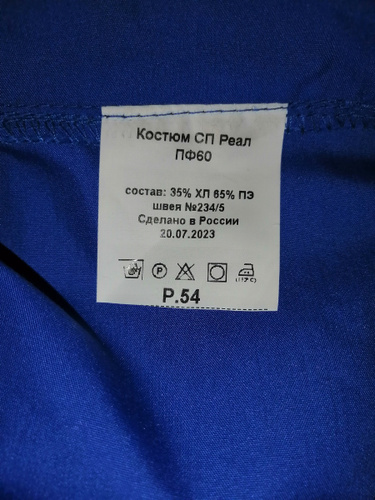 Костюм СП Реал
ПФ60
состав: 35% ХЛ 65% ПЭ
швея №234/5
Сделано в России
20.07.2023
P
Р.54